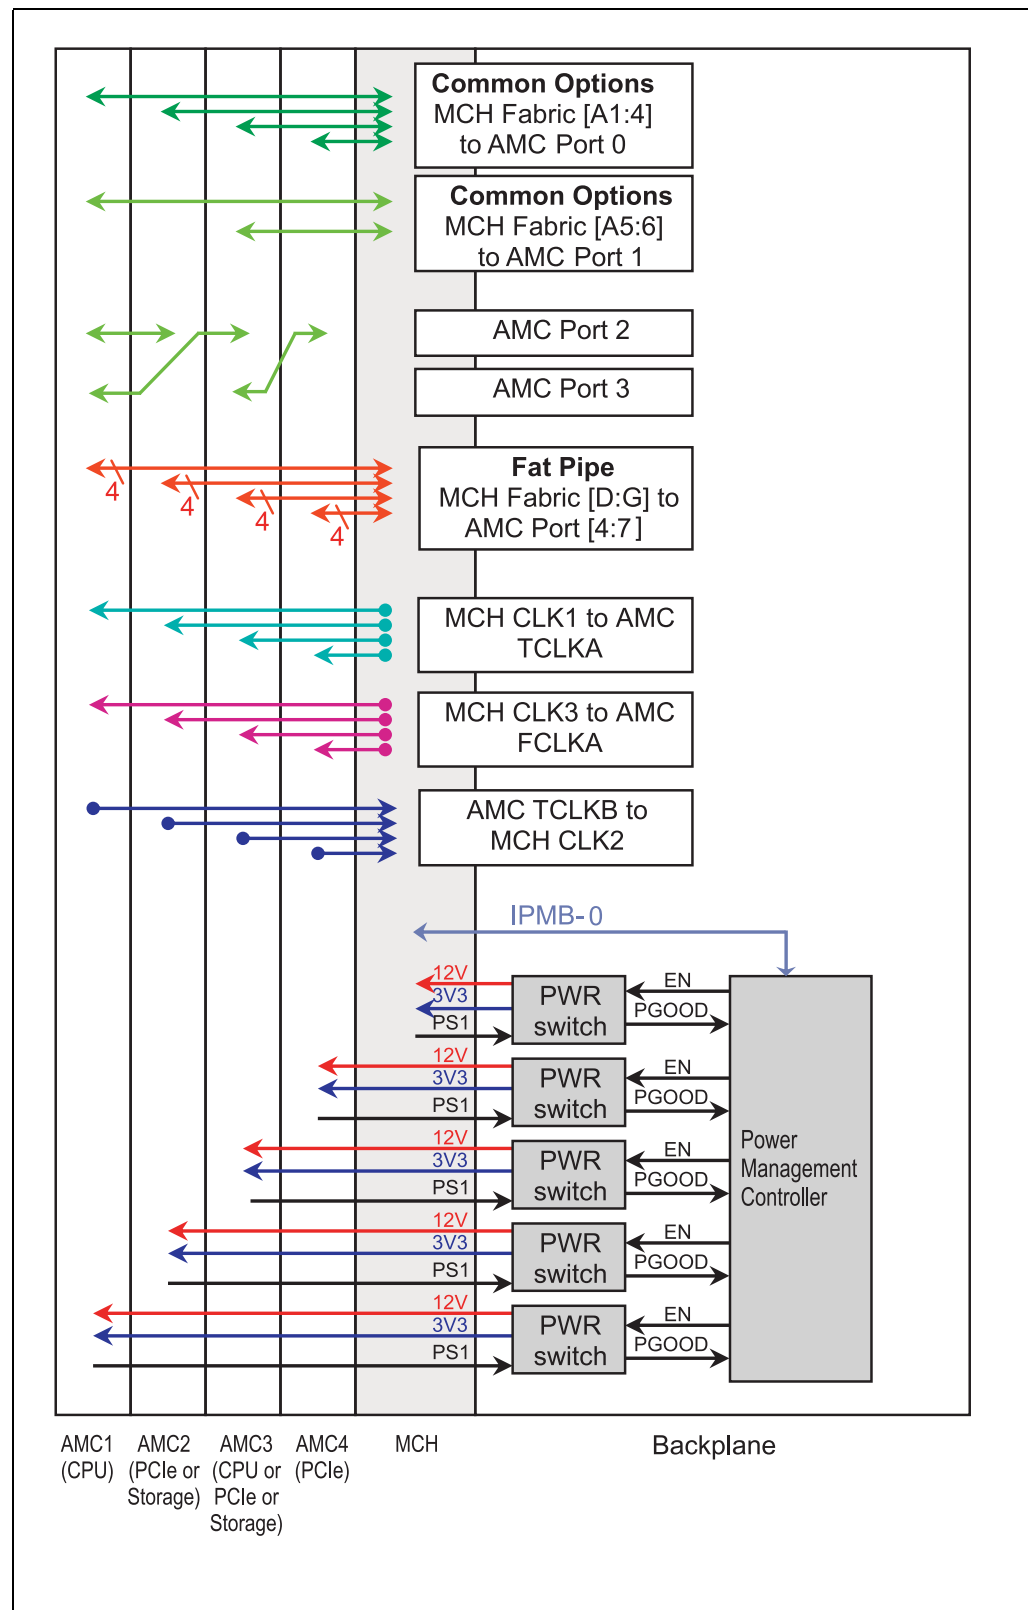 Common Options
MCH Fabric [A1:4]
to AMC Port 0
Common Options
MCH Fabric [A5:6]
to AMC Port 1
AMC Port 2
AMC Port 3
Fat Pipe
MCH Fabric [D:G] to
AMC Port [4:7]
4
4
4
4
MCH CLK1 to AMC
TCLKA
MCH CLK3 to AMC
FCLKA
AMC TCLKB to
MCH CLK2
IPMB-0
12V
3V3
PS1
PWR
switch
EN
PGOOD
12V
3V3
PS1
PWR
switch
EN
PGOOD
12V
3V3
PS1
PWR
switch
EN
PGOOD
Power
Management
Controller
12V
3V3
PS1
PWR
switch
EN
PGOOD
12V
3V3
PS1
PWR
switch
EN
PGOOD
AMC1
(CPU)
AMC2
(PCIe or
Storage)
AMC3
(CPU or
PCIe or
Storage)
AMC4
(PCIe)
MCH
Backplane